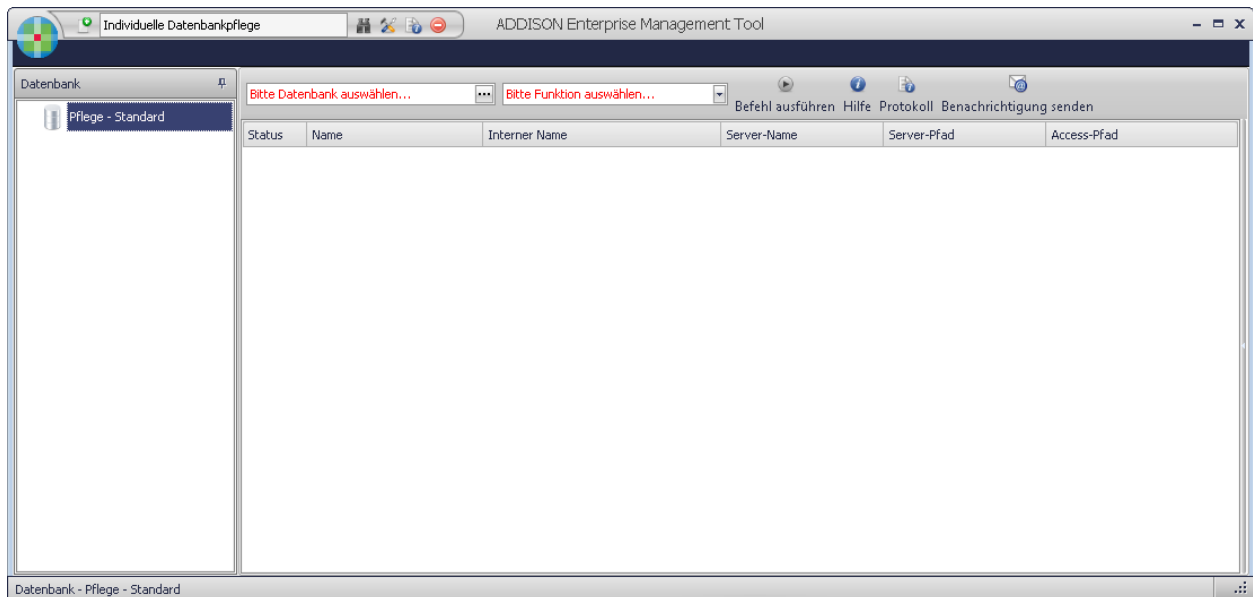 Individuelle Datenbankpflege
ADDISON Enterprise Management Tool
Datenbank
Pflege - Standard
Bitte Datenbank auswählen...
Bitte Funktion auswählen...
Befehl ausführen Hilfe Protokoll Benachrichtigung senden
Status Name Interner Name Server-Name Server-Pfad Access-Pfad
Datenbank - Pflege - Standard